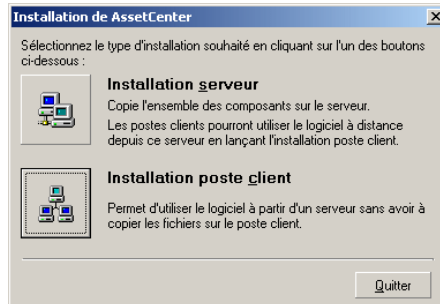 Installation de AssetCenter
Sélectionnez le type d'installation souhaité en cliquant sur l'un des boutons
ci-dessous :
Installation serveur
Copie l'ensemble des composants sur le serveur.
Les postes clients pourront utiliser le logiciel à distance
depuis ce serveur en lançant l'installation poste client.
Installation poste client
Permet d'utiliser le logiciel à partir d'un serveur sans avoir à
copier les fichiers sur le poste client.
Quitter